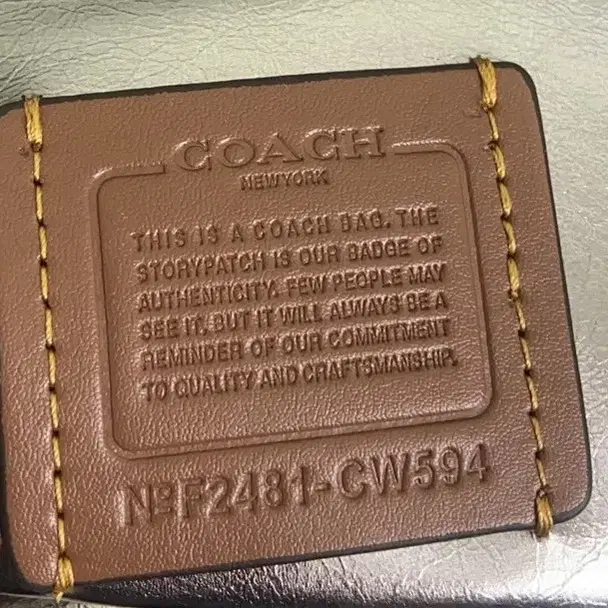 COACH
NEW YORK
THIS IS A COACH BAG. THE
STORYPATCH IS OUR BADGE OF
AUTHENTICITY. FEW PEOPLE MAY
SEE IT. BUT IT WILL ALWAYS BE A
REMINDER OF OUR COMMITMENT
TO QUALITY AND CRAFTSMANSHIP.
NºF2481-CW594